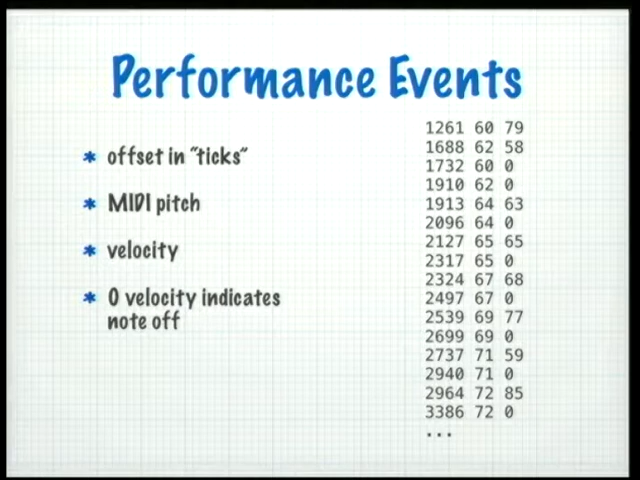 Performance Events
* offset in "ticks"
* MIDI pitch
* velocity
* 0 velocity indicates
note off
1261 60 79
1688 62 58
1732 60 0
1910 62 0
1913 64 63
2096 64 0
2127 65 65
2317 65 0
2324 67 68
2497 67 0
2539 69 77
2699 69 0
2737 71 59
2940 71 0
2964 72 85
3386 72 0
...